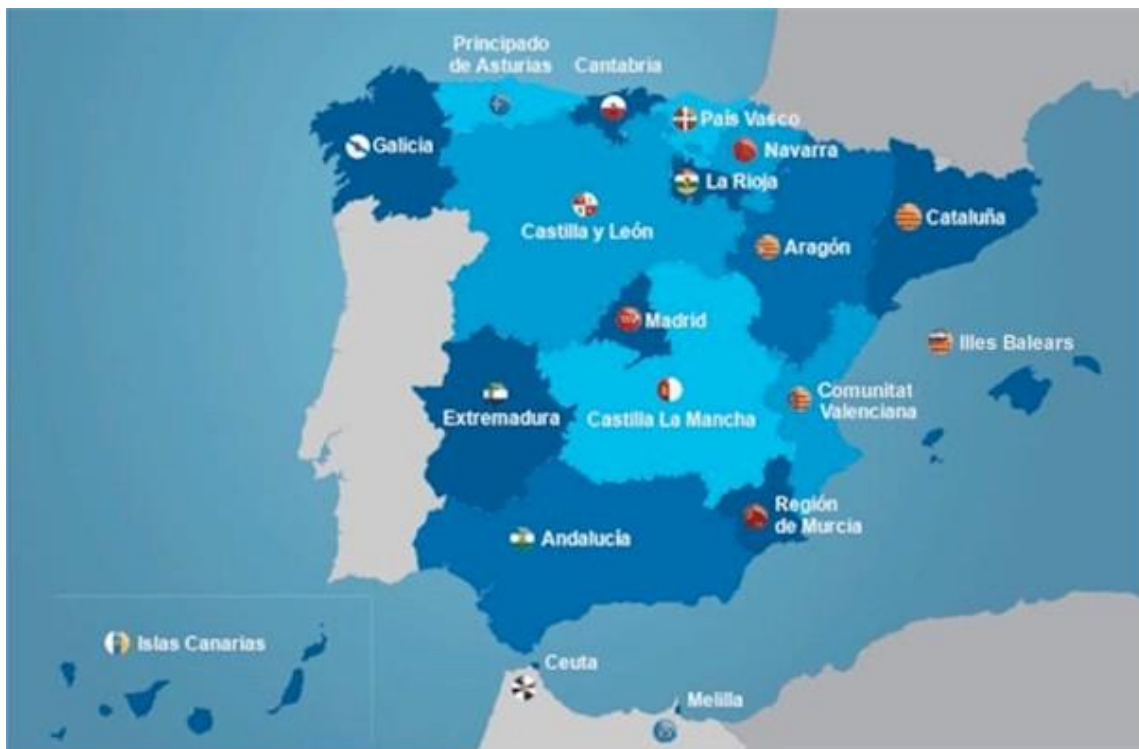 Principado
de Asturias
Cantabria
País Vasco
Galicia
Navarra
La Rioja
Cataluña
Castilla y León
Aragón
Madrid
Illes Balears
Comunitat
Valenciana
Extremadura
Castilla La Mancha
Región
de Murcia
Andalucía
Islas Canarias
Ceuta
Melilla